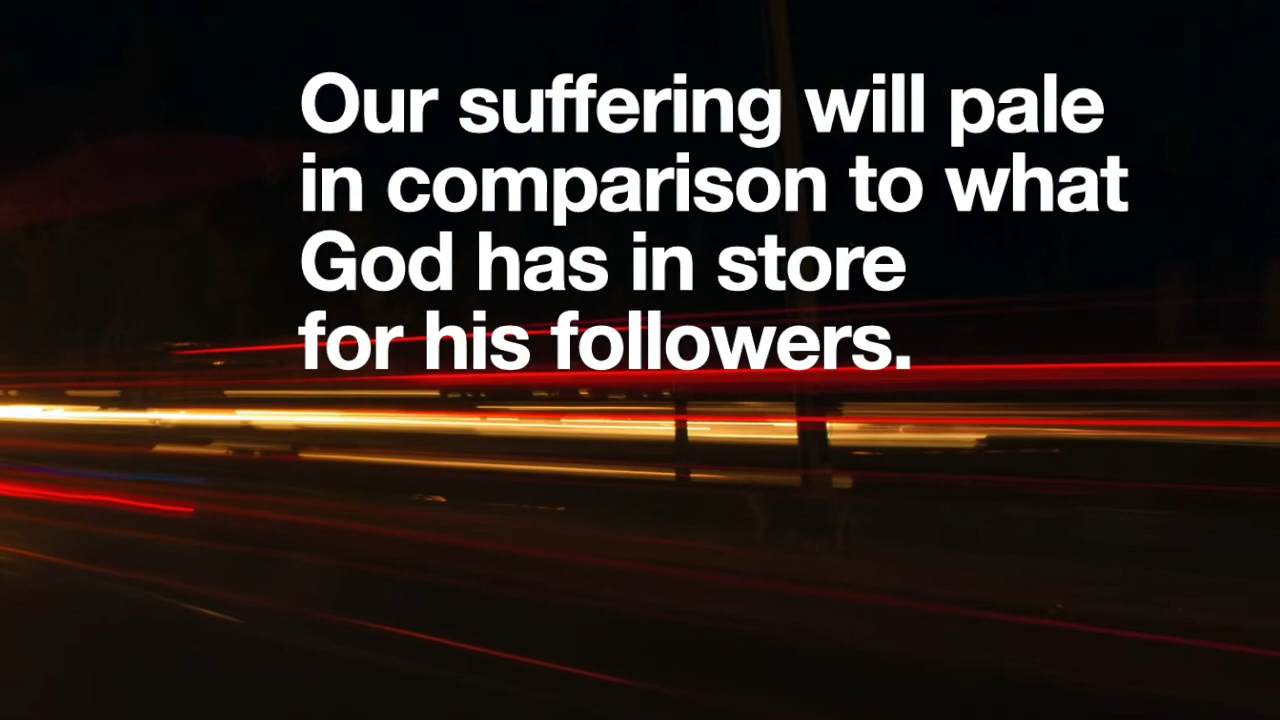 Our suffering will pale
in comparison to what
God has in store
for his followers.